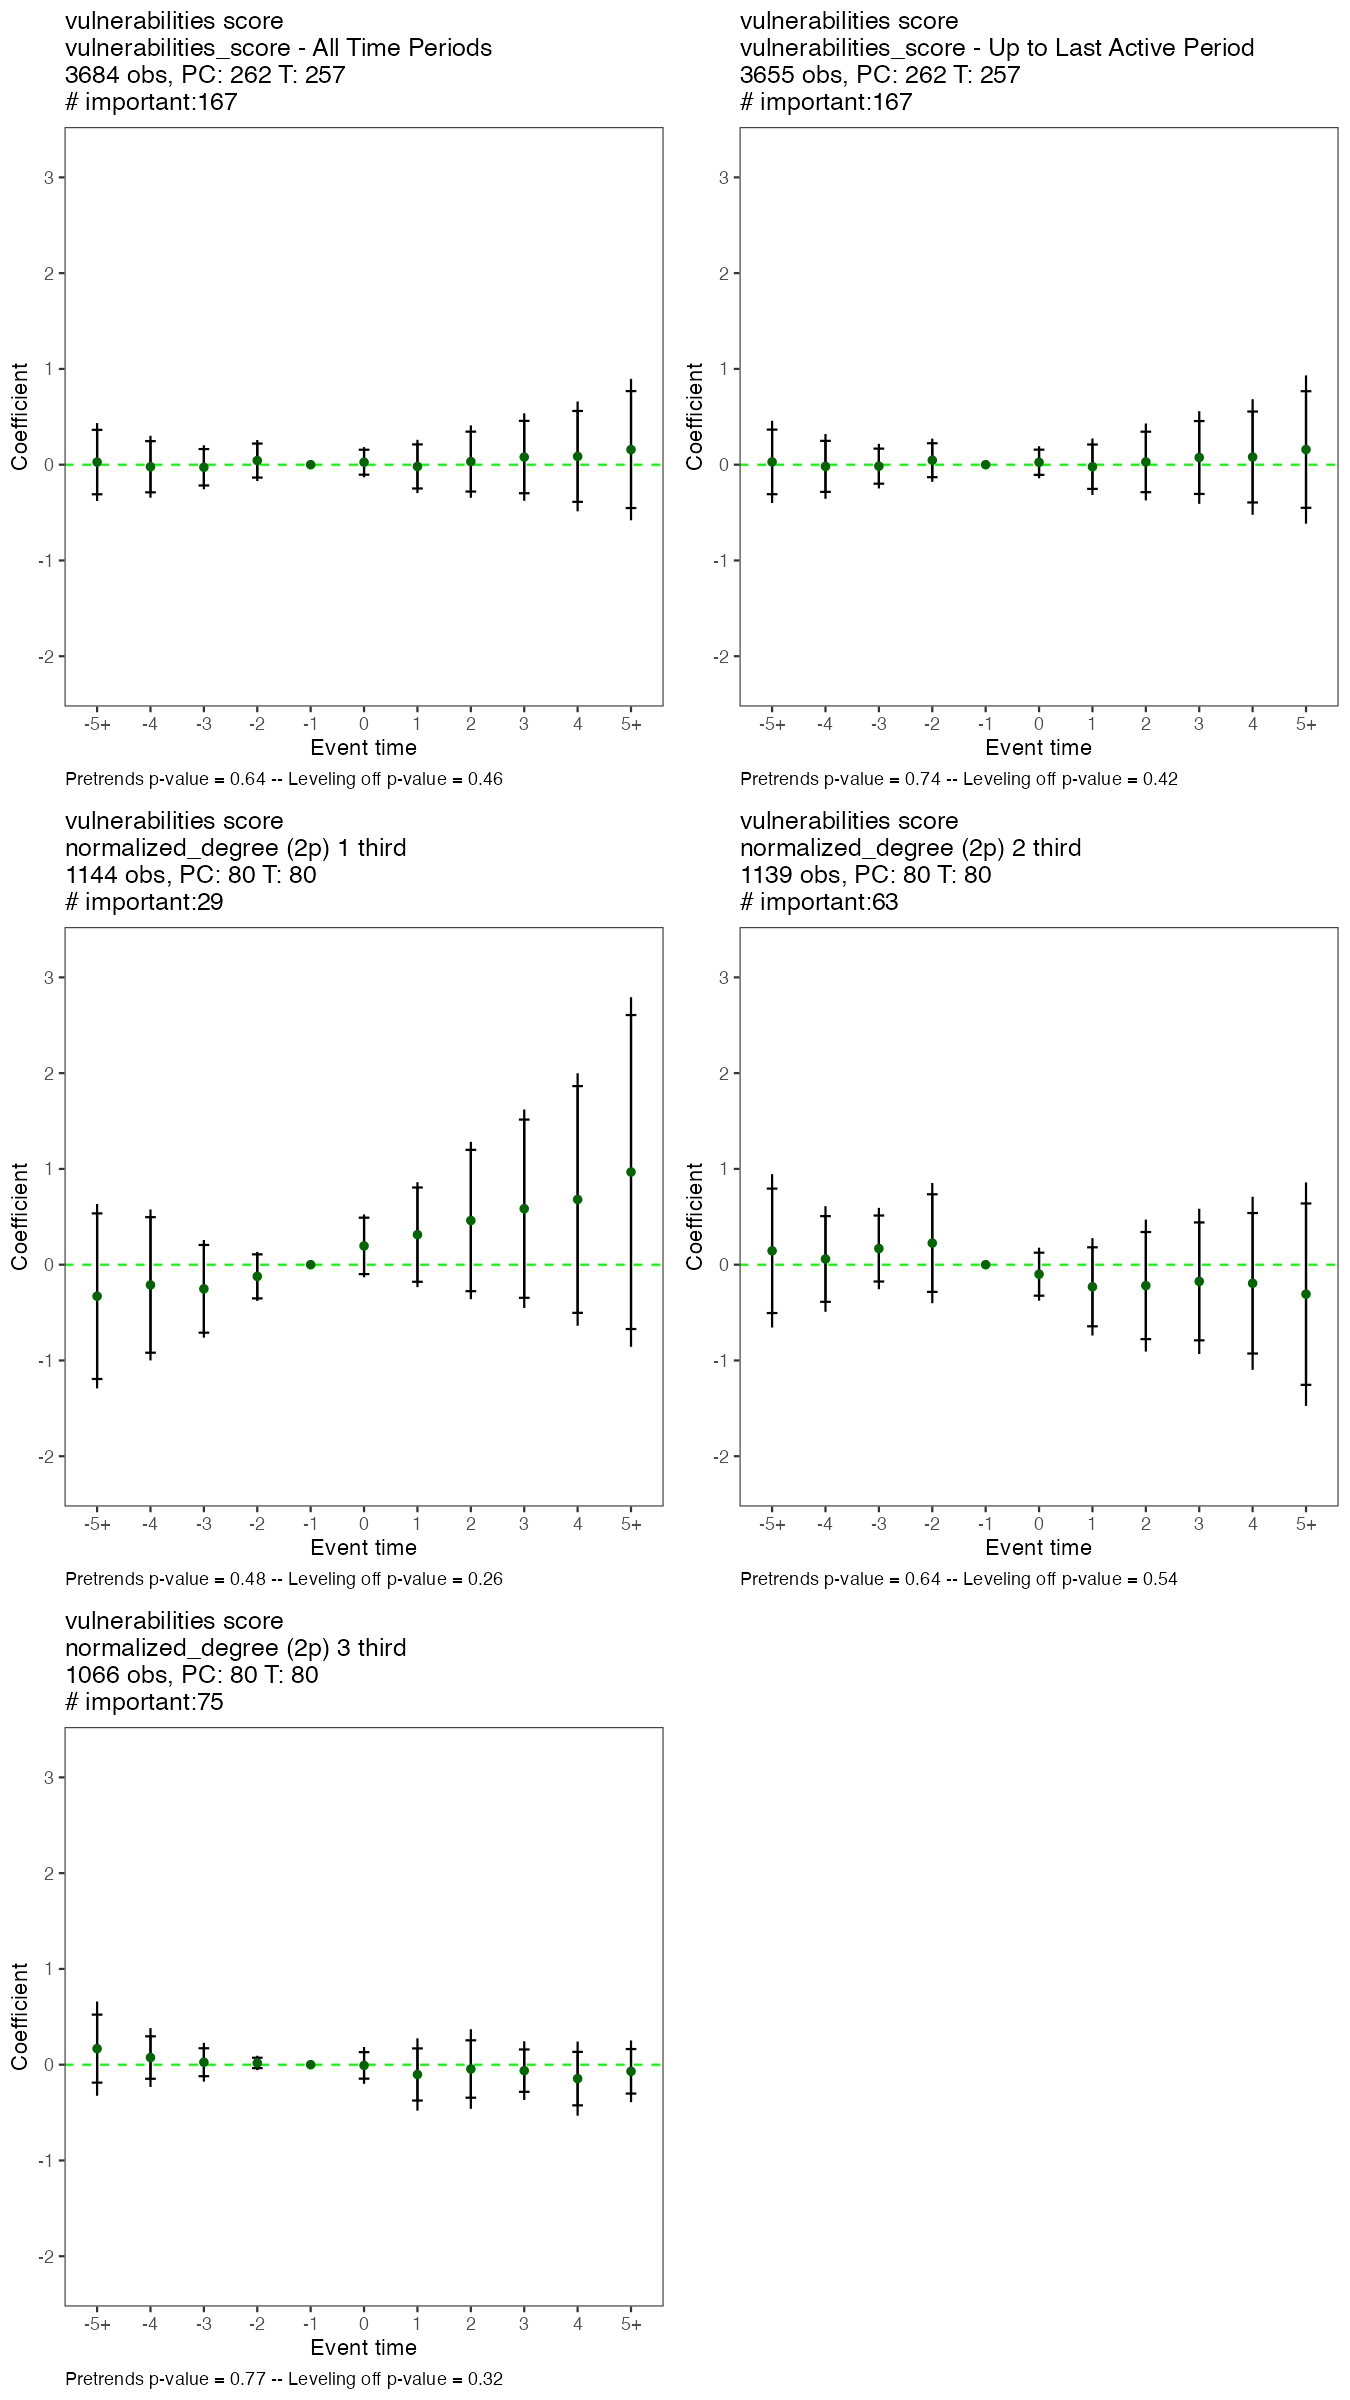 vulnerabilities score
vulnerabilities_score - All Time Periods
3684 obs, PC: 262 T: 257
# important:167
3
2
1
0
-1
-2
Coefficient
-5+ -4 -3 -2 -1 0 1 2 3 4 5+
Event time
Pretrends p-value = 0.64 -- Leveling off p-value = 0.46
vulnerabilities score
vulnerabilities_score - Up to Last Active Period
3655 obs, PC: 262 T: 257
# important:167
3
2
1
0
-1
-2
Coefficient
-5+ -4 -3 -2 -1 0 1 2 3 4 5+
Event time
Pretrends p-value = 0.74 -- Leveling off p-value = 0.42
vulnerabilities score
normalized_degree (2p) 1 third
1144 obs, PC: 80 T: 80
# important:29
3
2
1
0
-1
-2
Coefficient
-5+ -4 -3 -2 -1 0 1 2 3 4 5+
Event time
Pretrends p-value = 0.48 -- Leveling off p-value = 0.26
vulnerabilities score
normalized_degree (2p) 2 third
1139 obs, PC: 80 T: 80
# important:63
3
2
1
0
-1
-2
Coefficient
-5+ -4 -3 -2 -1 0 1 2 3 4 5+
Event time
Pretrends p-value = 0.64 -- Leveling off p-value = 0.54
vulnerabilities score
normalized_degree (2p) 3 third
1066 obs, PC: 80 T: 80
# important:75
3
2
1
0
-1
-2
Coefficient
-5+ -4 -3 -2 -1 0 1 2 3 4 5+
Event time
Pretrends p-value = 0.77 -- Leveling off p-value = 0.32